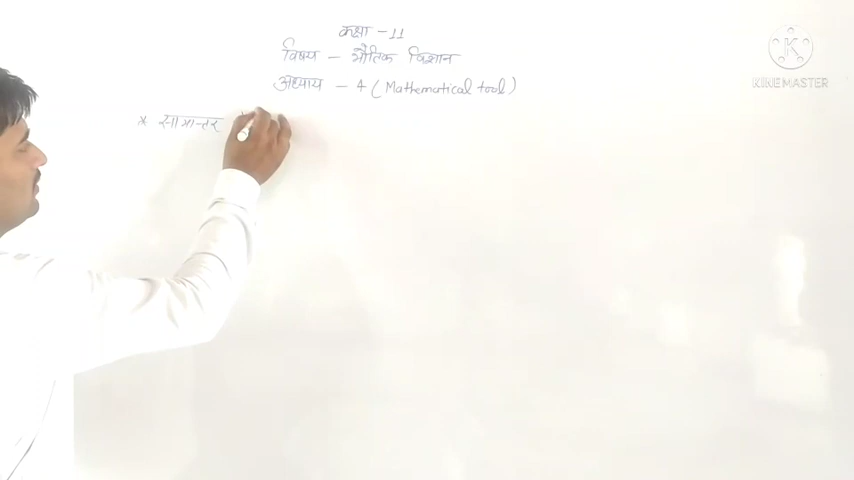 कक्षा - 11
विषय - भौतिक विज्ञान
अध्याय - 4 ( Mathematical tool )
* सामान्तर
KINEMASTER